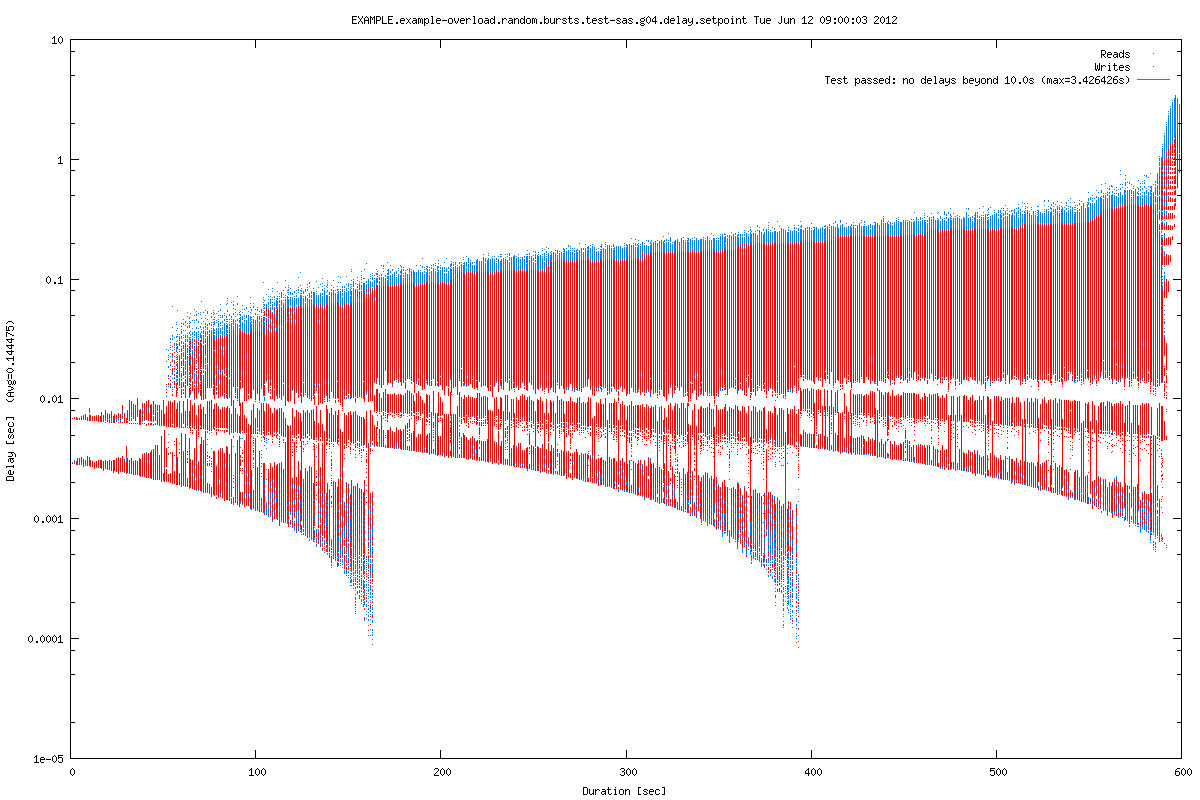 EXAMPLE.example-overload.random.bursts.test-sas.g04.delay.setpoint Tue Jun 12 09:00:03 2012
Reads
Writes
Test passed: no delays beyond 10.0s (max=3.426426s)
Delay [sec] (Avg=0.144475)
10
1
0.1
0.01
0.001
0.0001
1e-05
0 100 200 300 400 500 600
Duration [sec]